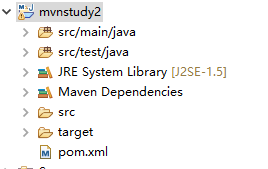 mvnstudy2
src/main/java
src/test/java
JRE System Library [J2SE-1.5]
Maven Dependencies
src
target
pom.xml